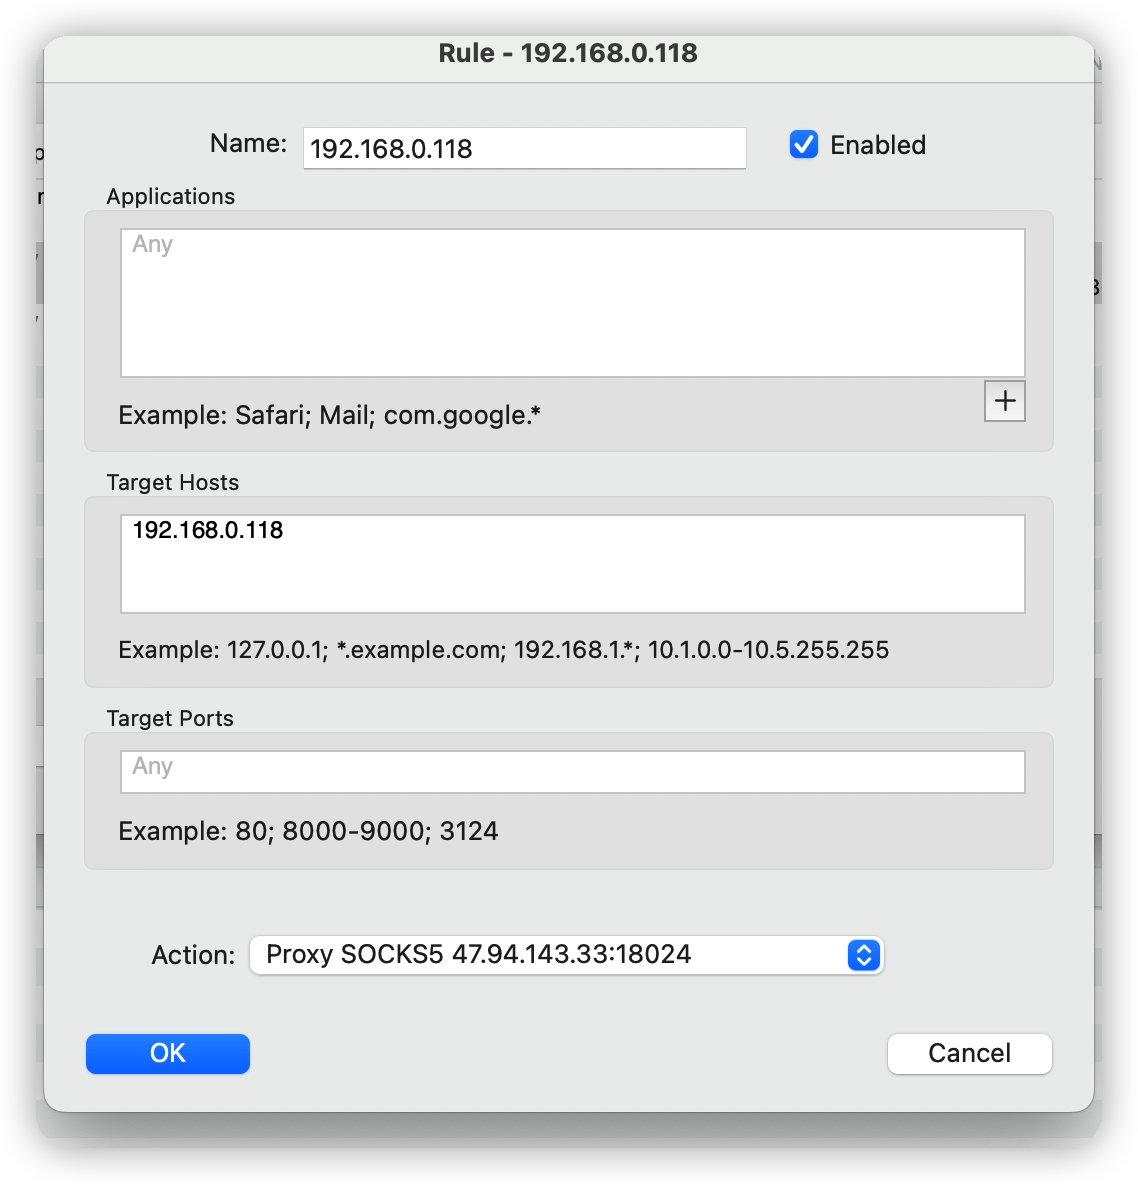 Rule - 192.168.0.118
Name: 192.168.0.118 Enabled
Applications
Any
Example: Safari; Mail; com.google.*
+
Target Hosts
192.168.0.118
Example: 127.0.0.1; *.example.com; 192.168.1.*; 10.1.0.0-10.5.255.255
Target Ports
Any
Example: 80; 8000-9000; 3124
Action: Proxy SOCKS5 47.94.143.33:18024
OK Cancel